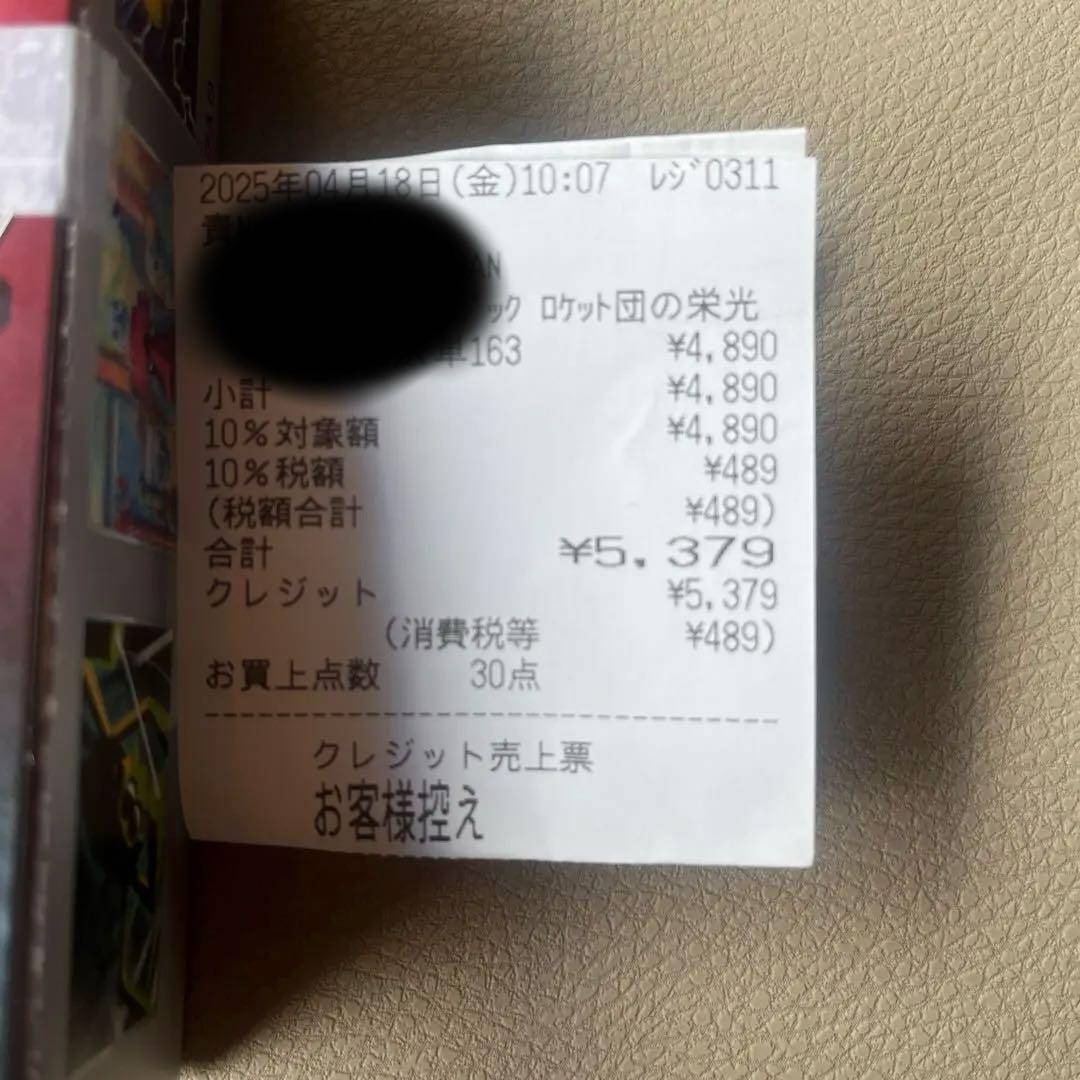 2025年04月18日(金)10:07 ﾚｼﾞ0311
責
AN
ｯｸ ﾛｹｯﾄ団の栄光
単163 ¥4,890
小計 ¥4,890
10%対象額 ¥4,890
10%税額 ¥489
(税額合計 ¥489)
合計 ¥5,379
クレジット ¥5,379
(消費税等 ¥489)
お買上点数 30点
クレジット売上票
お客様控え